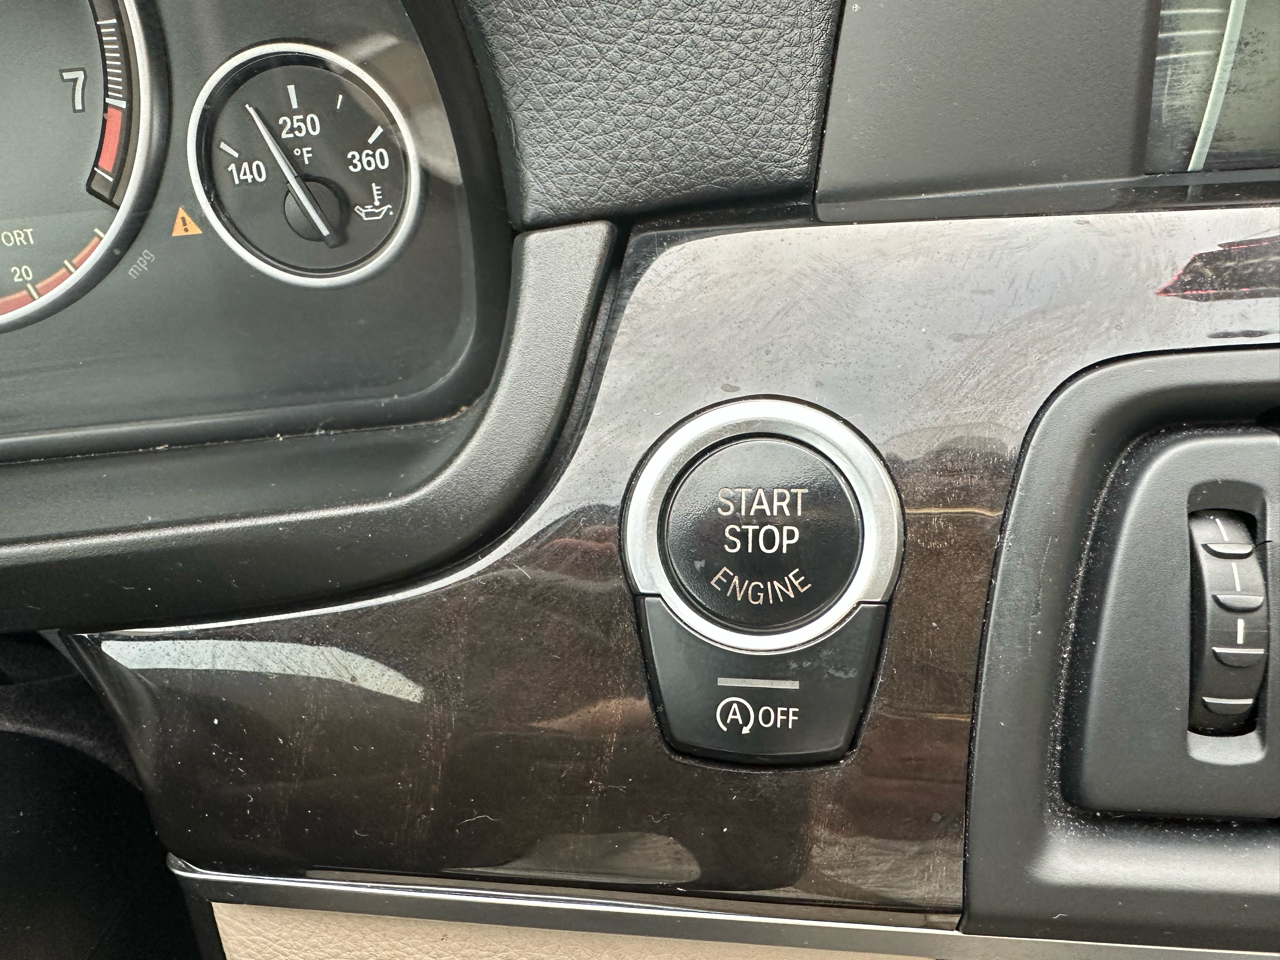 7
250
°F
140
360
ORT
20
mpg
START
STOP
ENGINE
A OFF